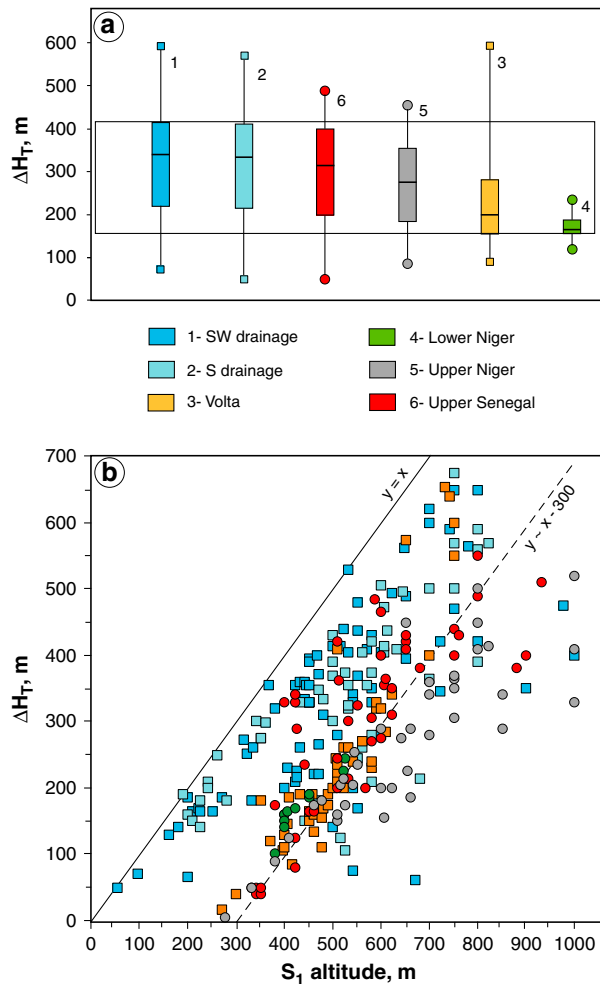 a
600
500
400
300
200
100
0
ΔH_T, m
1
2
6
5
3
4
1- SW drainage
2- S drainage
3- Volta
4- Lower Niger
5- Upper Niger
6- Upper Senegal
b
700
600
500
400
300
200
100
0
ΔH_T, m
y = x
y ~ x - 300
0 100 200 300 400 500 600 700 800 900 1000
S_1 altitude, m